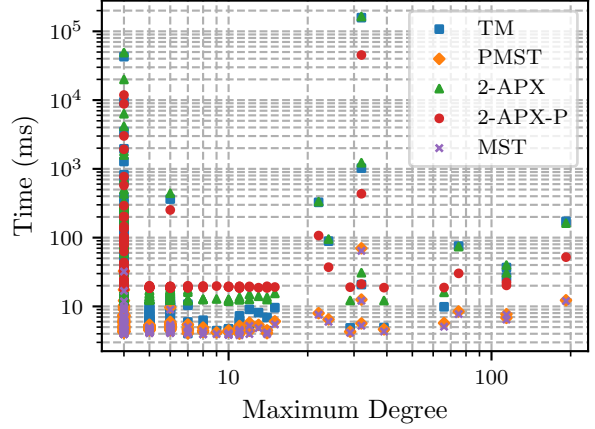 10^5
10^4
10^3
100
10
Time (ms)
TM
PMST
2-APX
2-APX-P
MST
10
100
Maximum Degree